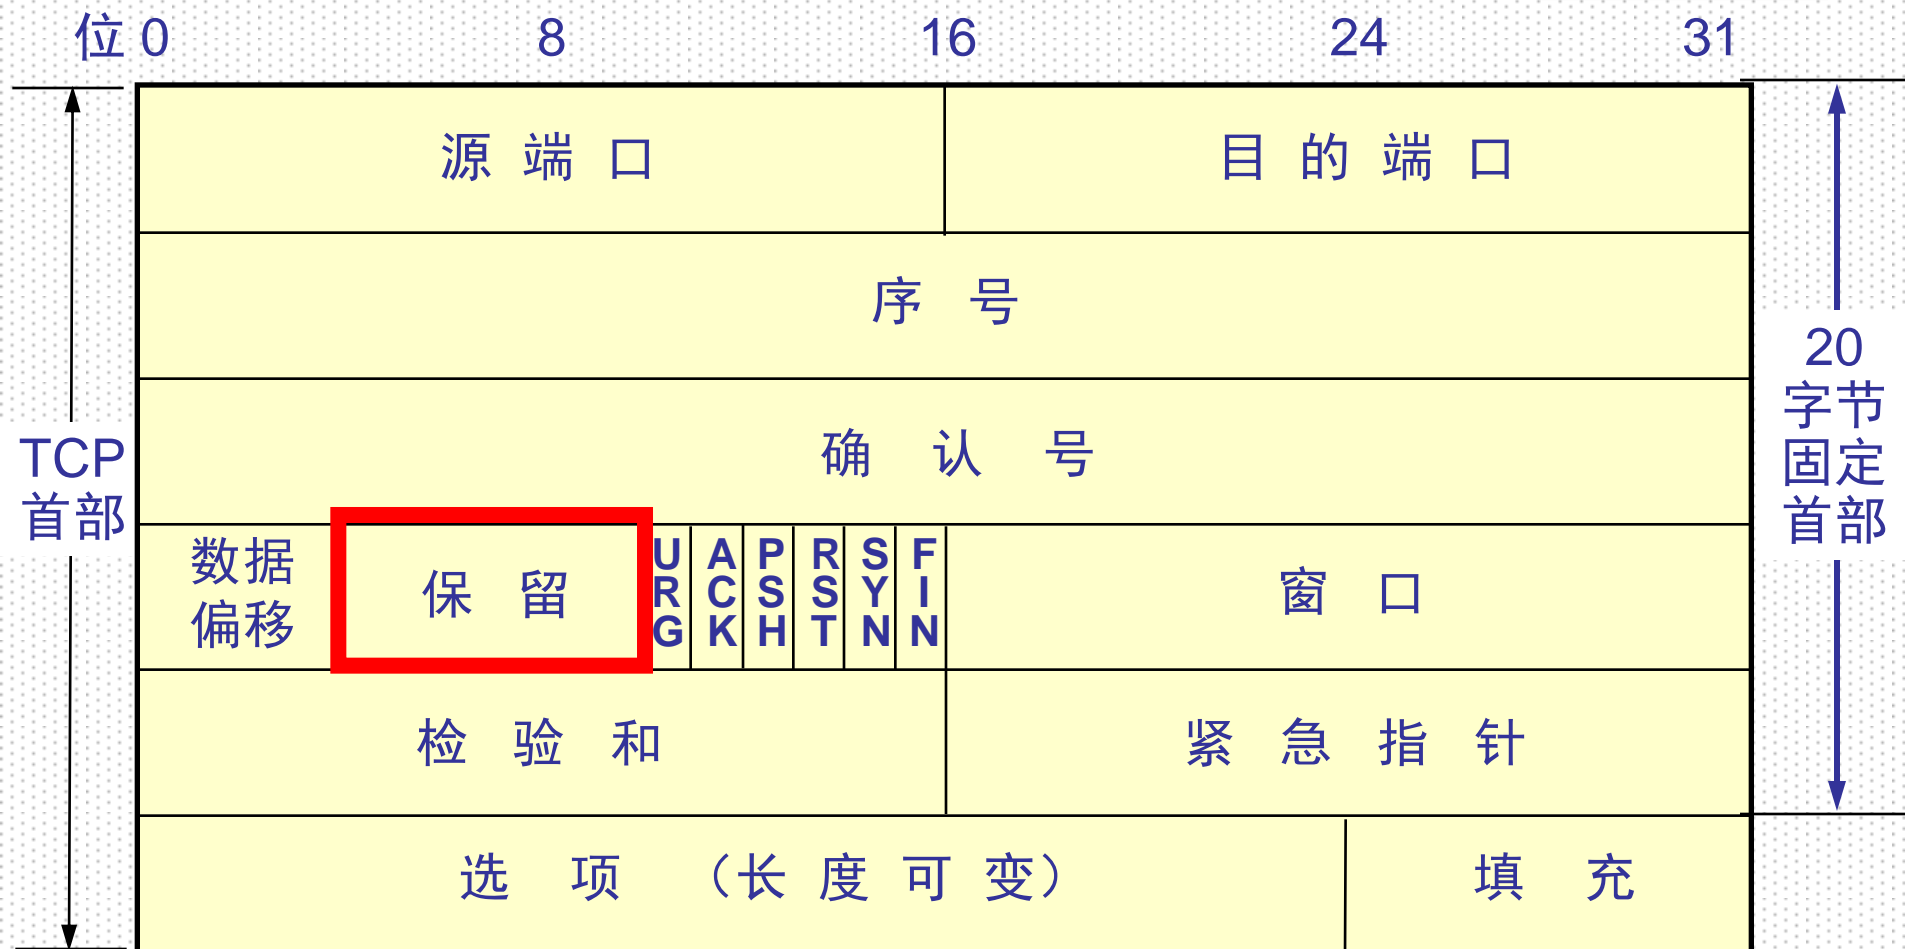 位 0 8 16 24 31
源端口 目的端口
序号
确认号
TCP
首部
20
字节
固定
首部
数据
偏移
保留
URG
ACK
PSH
RST
SYN
FIN
窗口
检验和 紧急指针
选项（长度可变） 填充